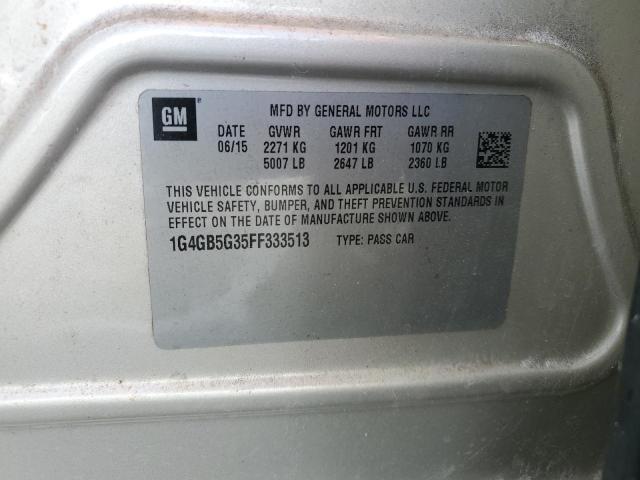 GM
MFD BY GENERAL MOTORS LLC
DATE GVWR GAWR FRT GAWR RR
06/15 2271 KG 1201 KG 1070 KG
5007 LB 2647 LB 2360 LB
THIS VEHICLE CONFORMS TO ALL APPLICABLE U.S. FEDERAL MOTOR
VEHICLE SAFETY, BUMPER, AND THEFT PREVENTION STANDARDS IN
EFFECT ON THE DATE OF MANUFACTURE SHOWN ABOVE.
1G4GB5G35FF333513 TYPE: PASS CAR